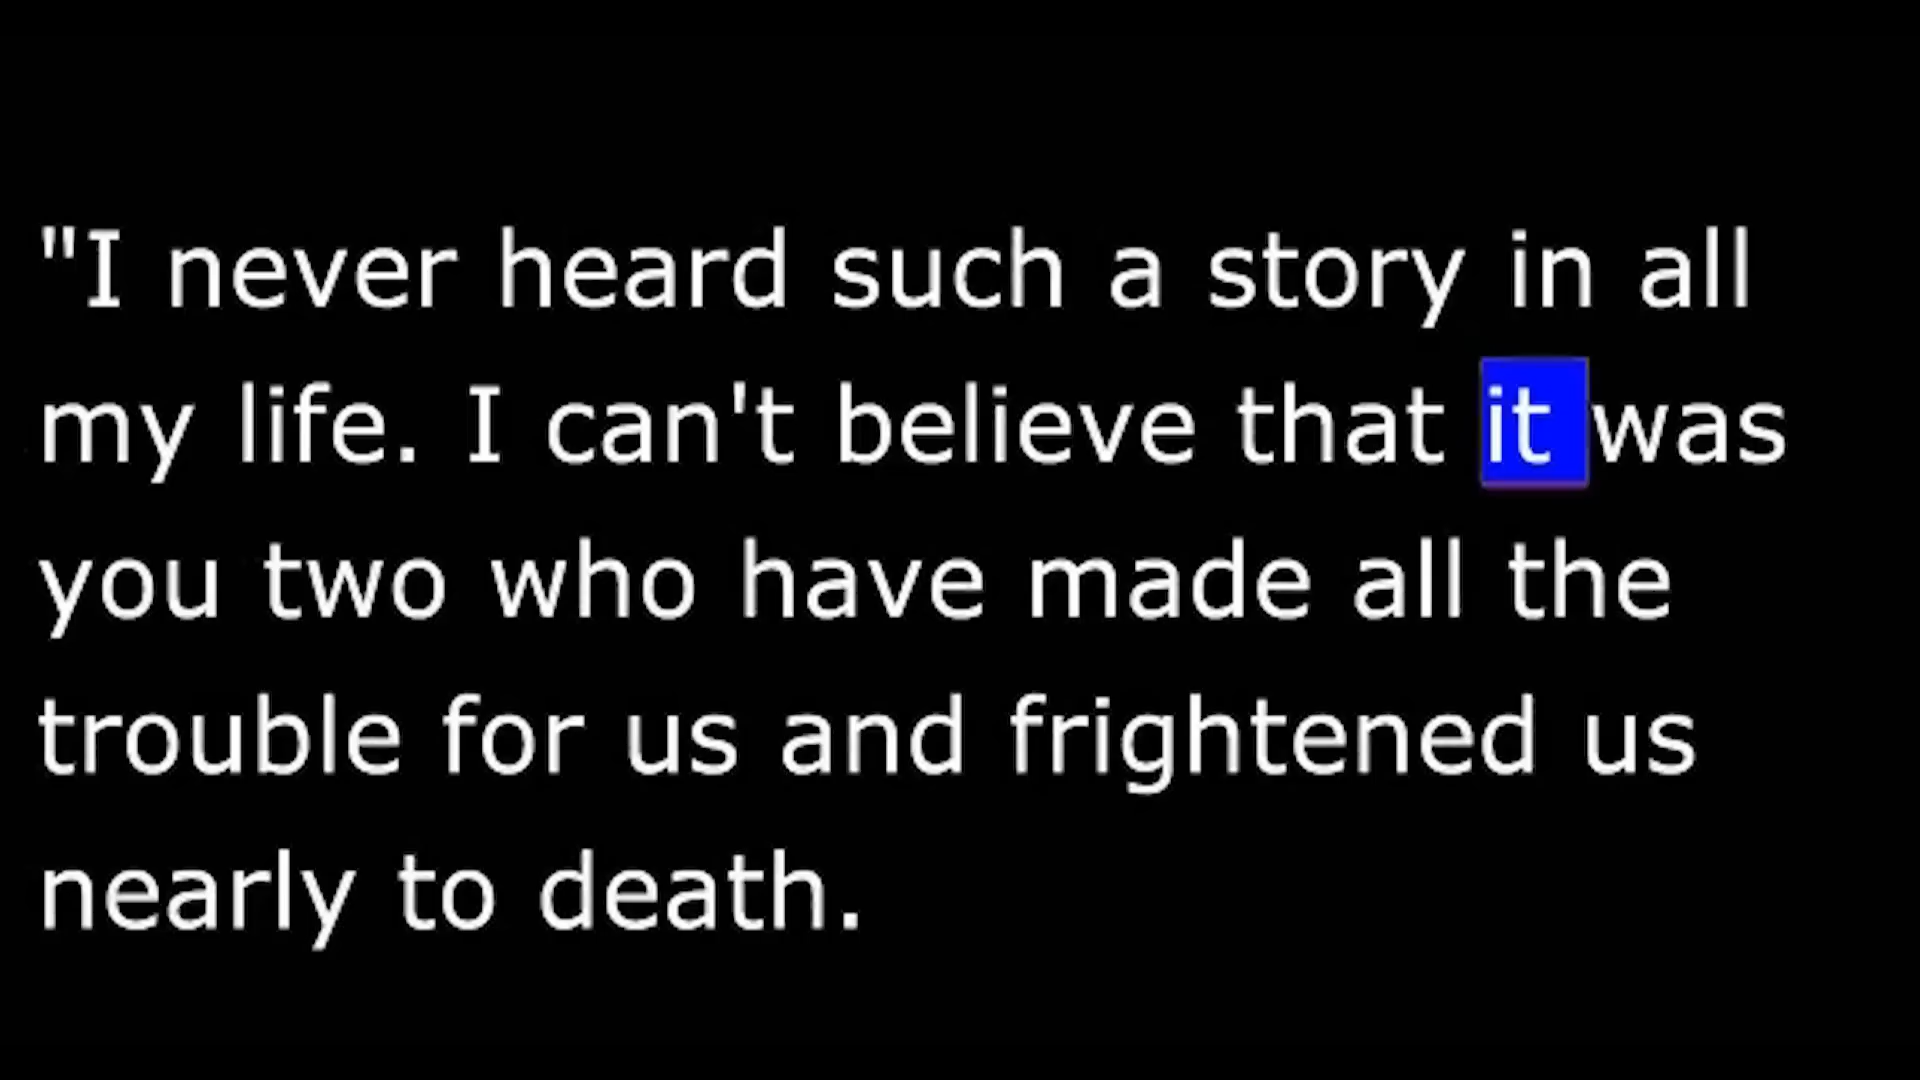 "I never heard such a story in all
my life. I can't believe that it was
you two who have made all the
trouble for us and frightened us
nearly to death.